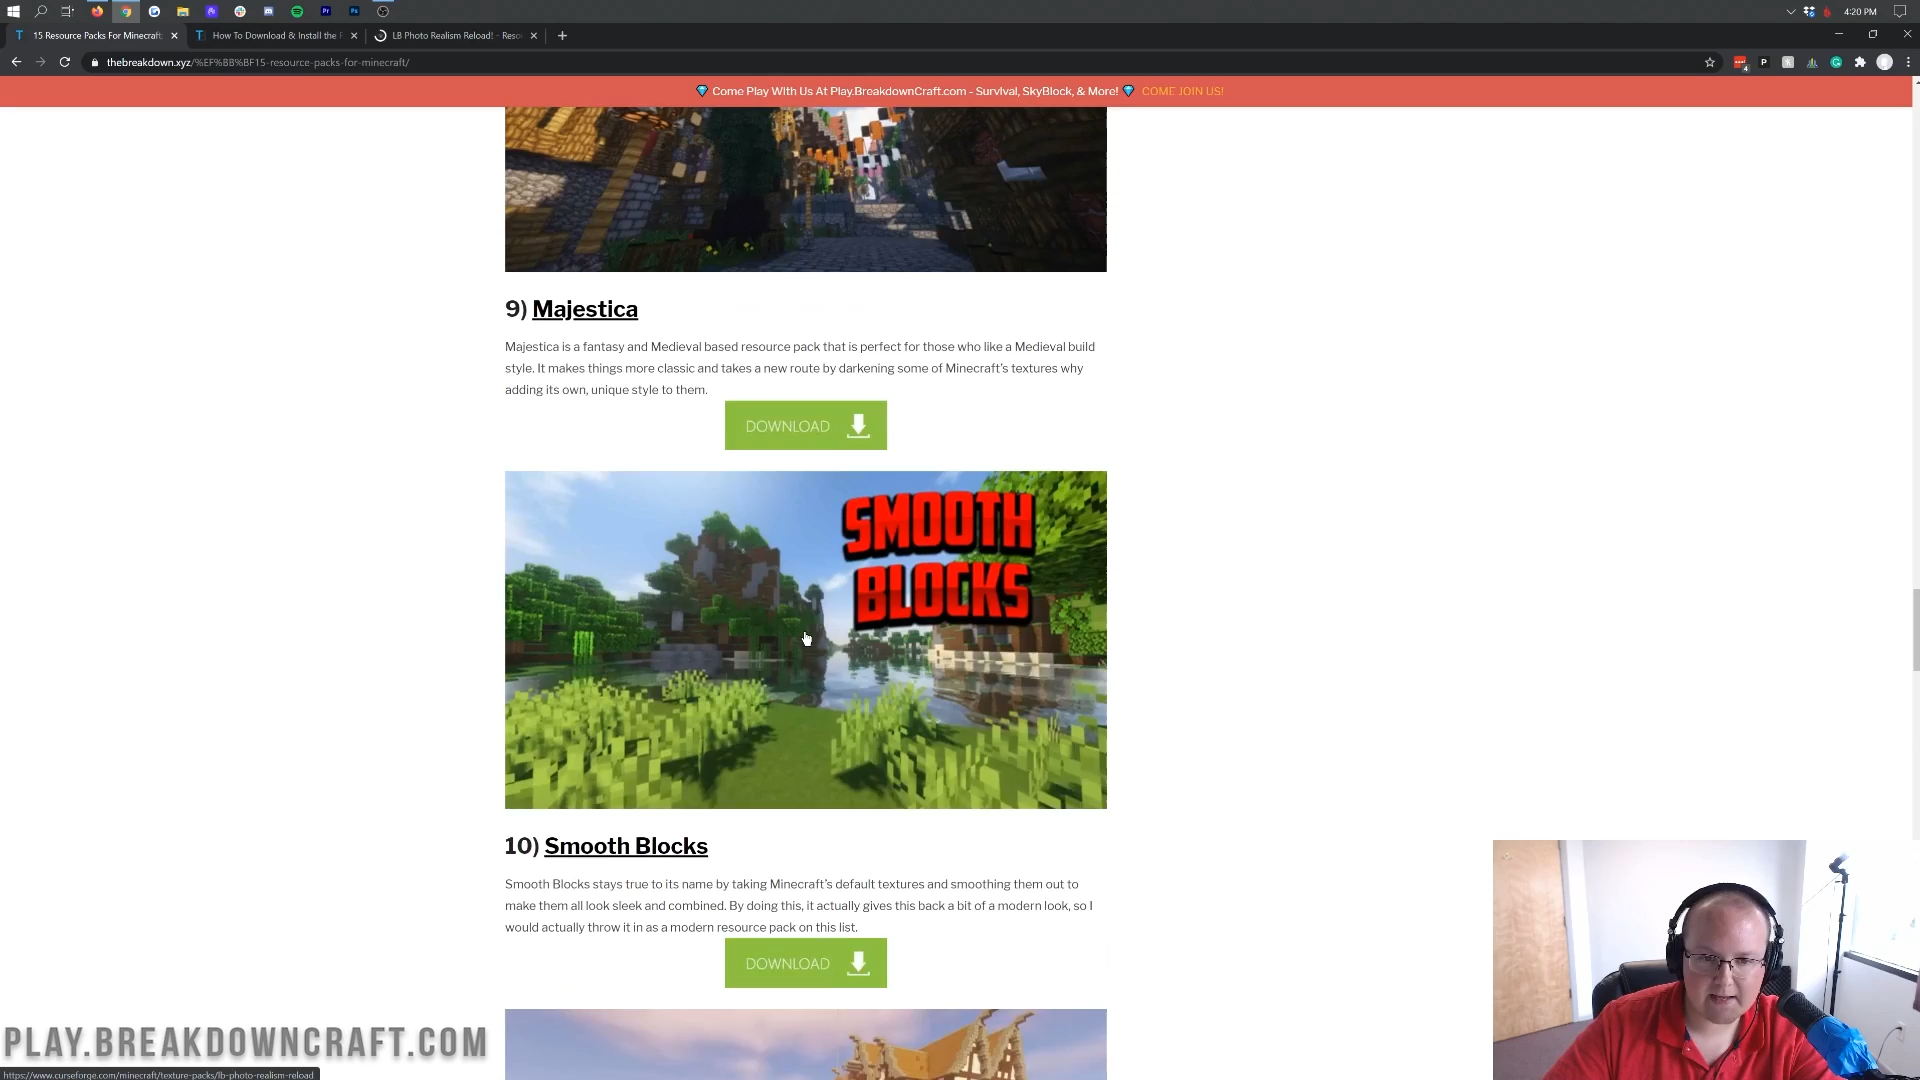 4:20 PM
15 Resource Packs For Minecraft
How To Download & Install the F
LB Photo Realism Reload! - Reso
thebreakdown.xyz/%EF%BB%BF15-resource-packs-for-minecraft/
Come Play With Us At Play.BreakdownCraft.com - Survival, SkyBlock, & More! COME JOIN US!
9) Majestica
Majestica is a fantasy and Medieval based resource pack that is perfect for those who like a Medieval build
style. It makes things more classic and takes a new route by darkening some of Minecraft's textures why
adding its own, unique style to them.
DOWNLOAD
SMOOTH
BLOCKS
10) Smooth Blocks
Smooth Blocks stays true to its name by taking Minecraft's default textures and smoothing them out to
make them all look sleek and combined. By doing this, it actually gives this back a bit of a modern look, so I
would actually throw it in as a modern resource pack on this list.
DOWNLOAD
PLAY.BREAKDOWNCRAFT.COM
https://www.curseforge.com/minecraft/texture-packs/lb-photo-realism-reload